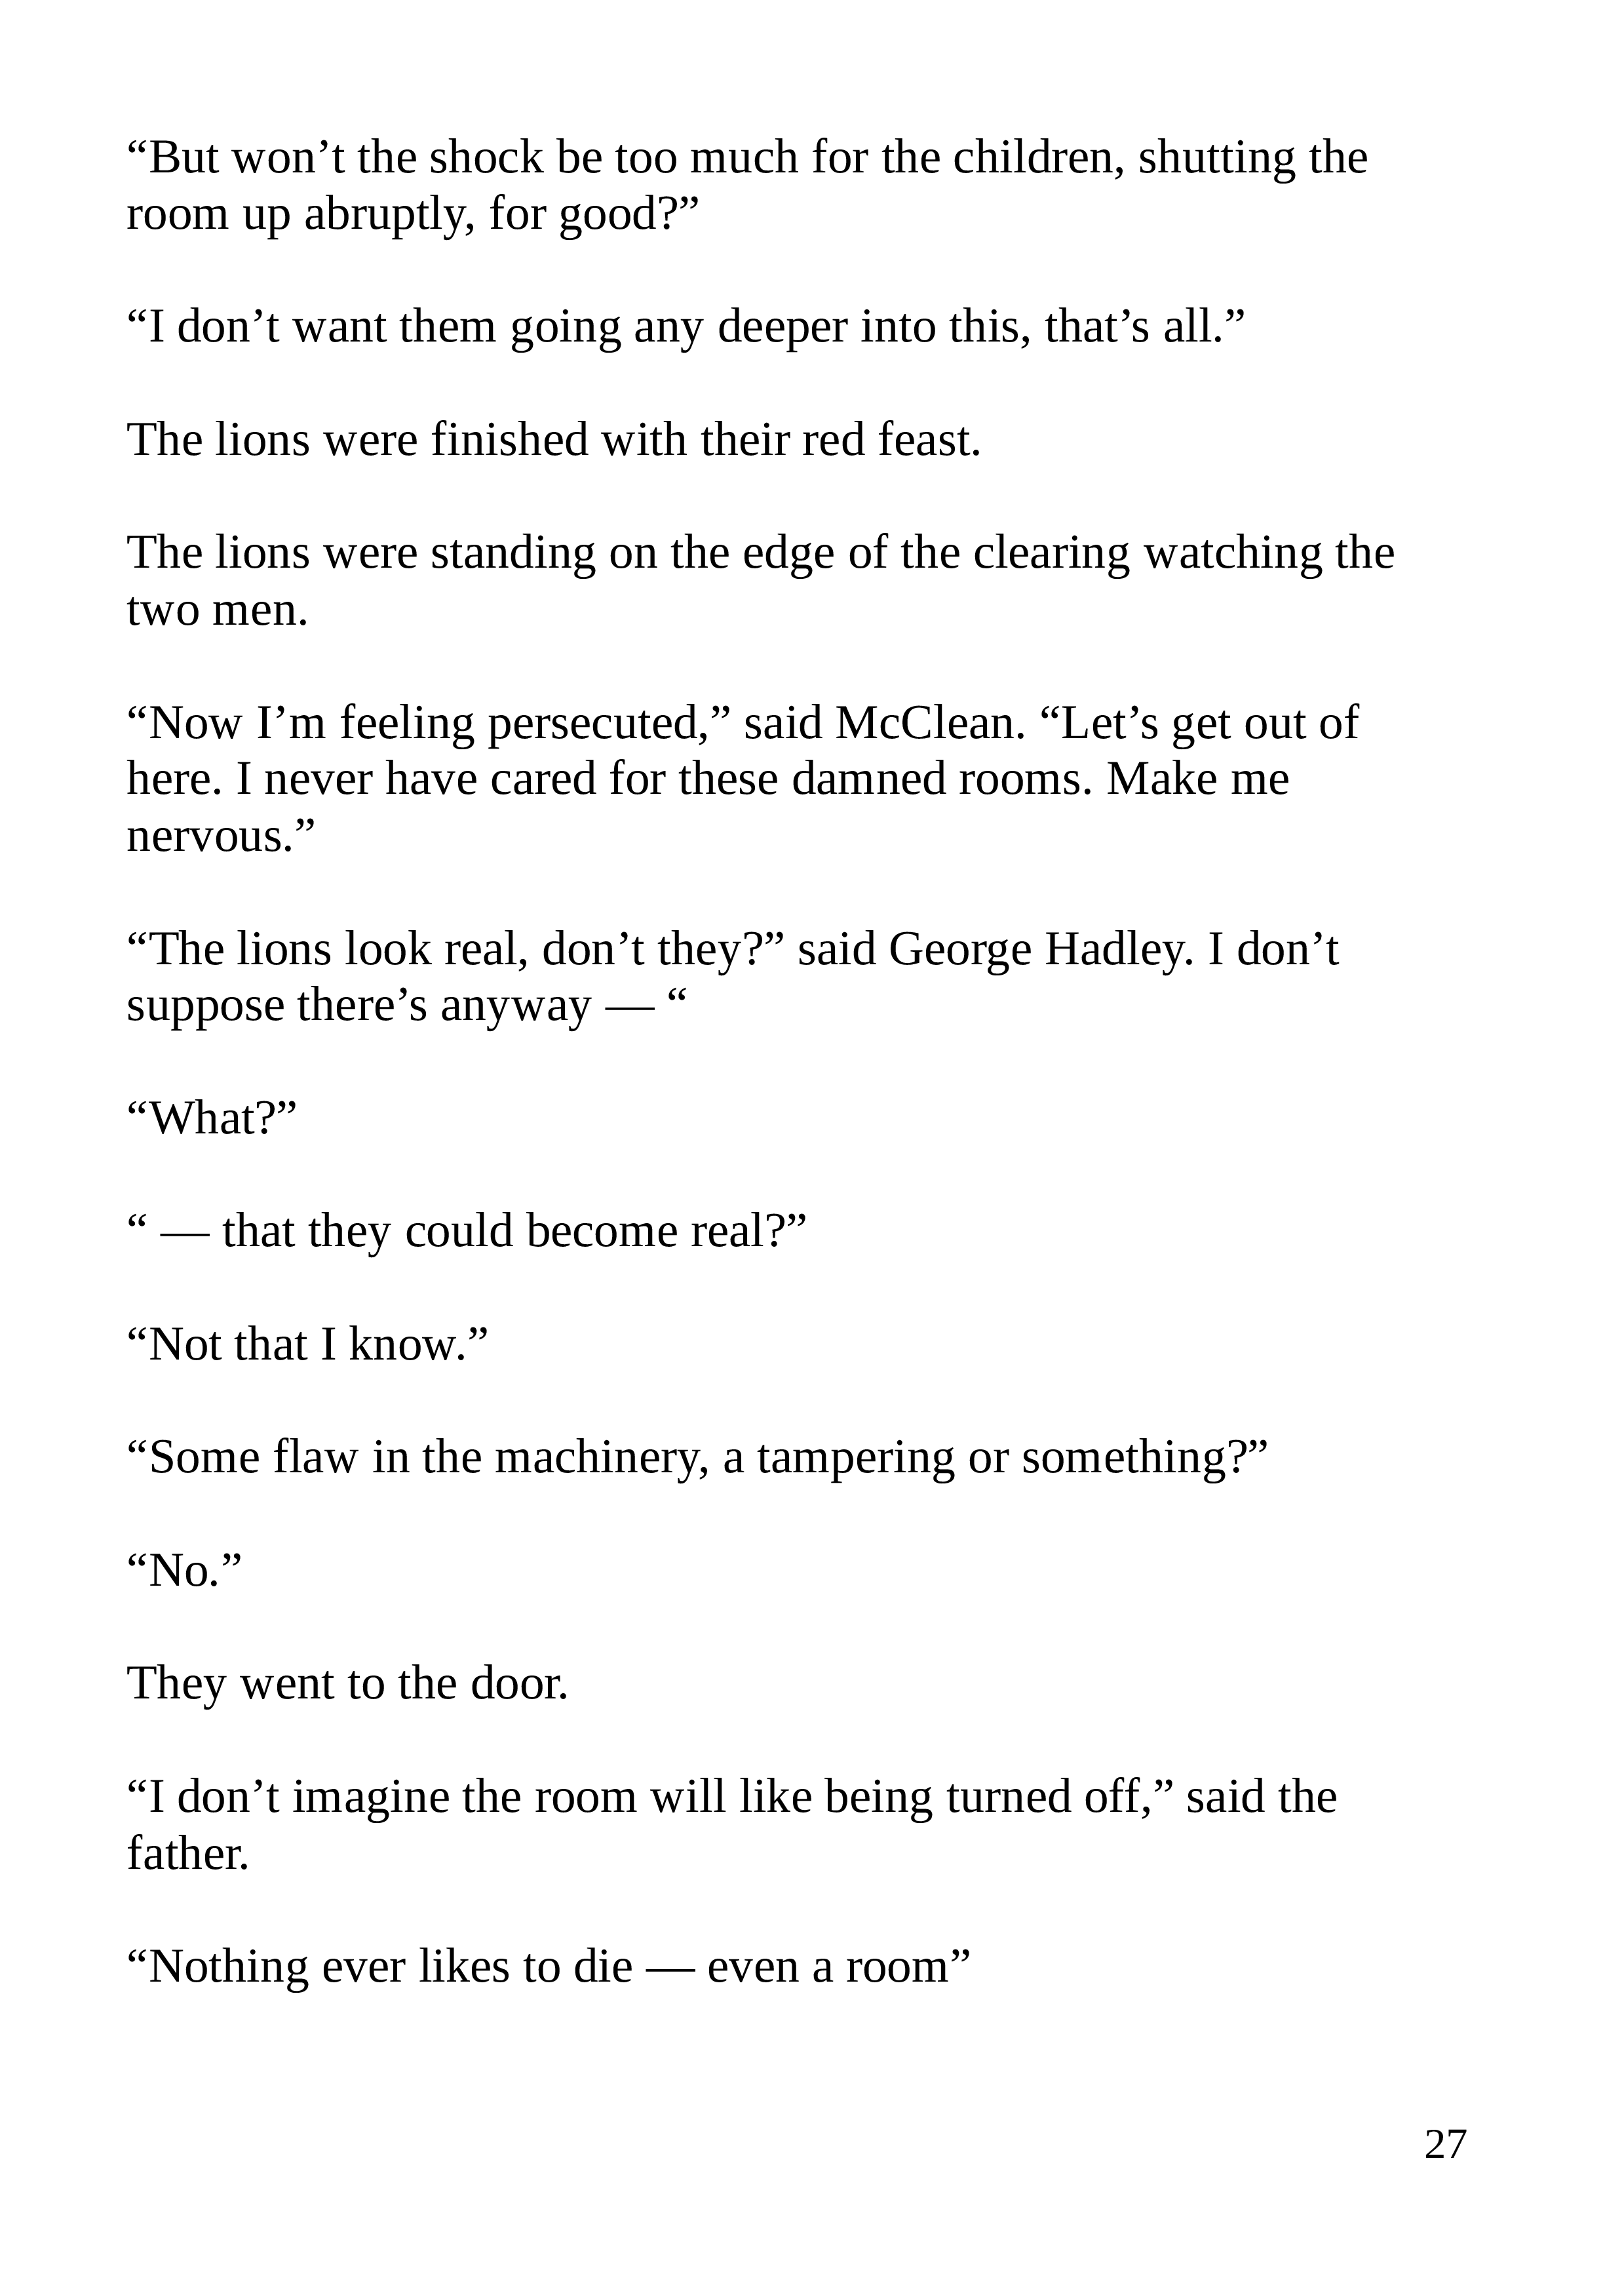 “But won’t the shock be too much for the children, shutting the
room up abruptly, for good?”
“I don’t want them going any deeper into this, that’s all.”
The lions were finished with their red feast.
The lions were standing on the edge of the clearing watching the
two men.
“Now I’m feeling persecuted,” said McClean. “Let’s get out of
here. I never have cared for these damned rooms. Make me
nervous.”
“The lions look real, don’t they?” said George Hadley. I don’t
suppose there’s anyway — “
“What?”
“ — that they could become real?”
“Not that I know.”
“Some flaw in the machinery, a tampering or something?”
“No.”
They went to the door.
“I don’t imagine the room will like being turned off,” said the
father.
“Nothing ever likes to die — even a room”
27